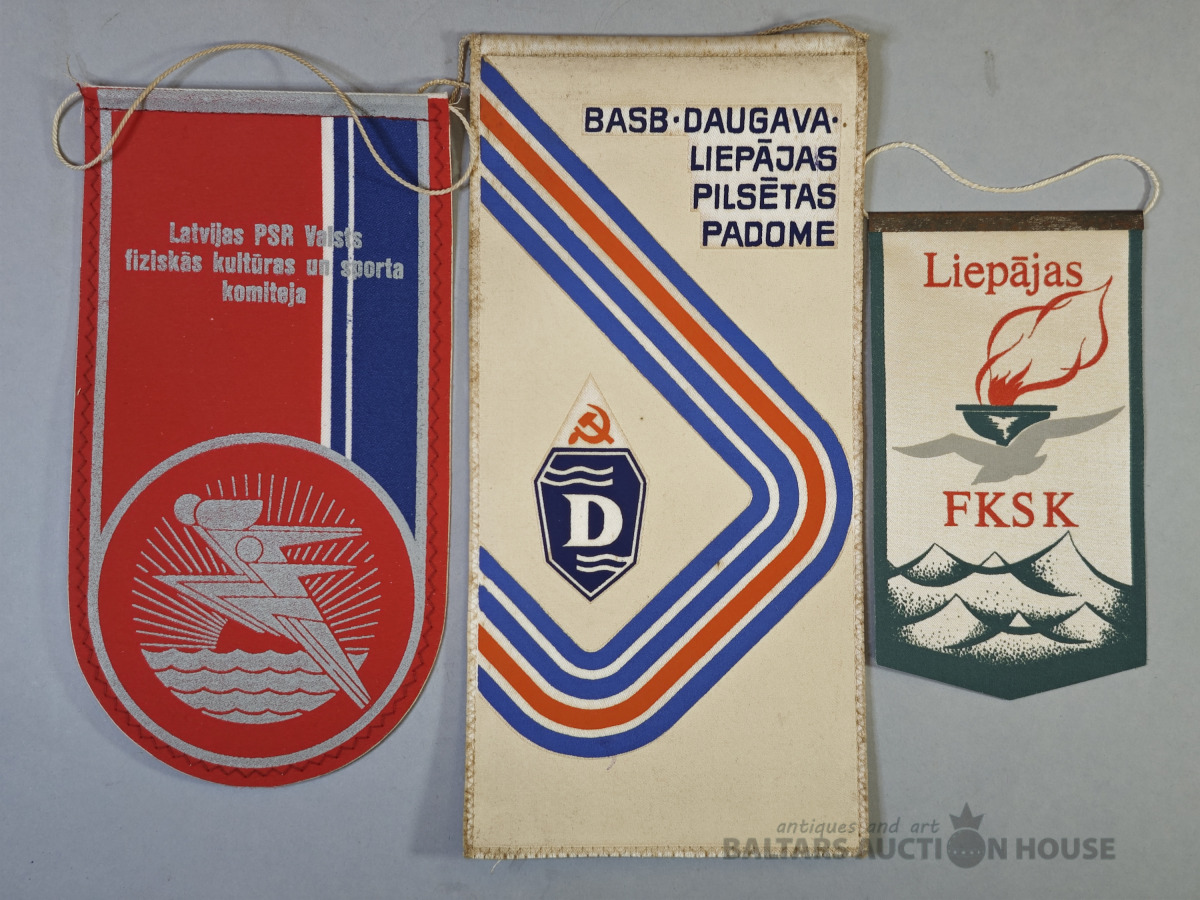 Latvijas PSR Valsts
fiziskās kultūras un sporta
komiteja
BASB·DAUGAVA·
LIEPĀJAS
PILSĒTAS
PADOME
D
Liepājas
FKSK
antiques and art
BALTARS AUCTION HOUSE